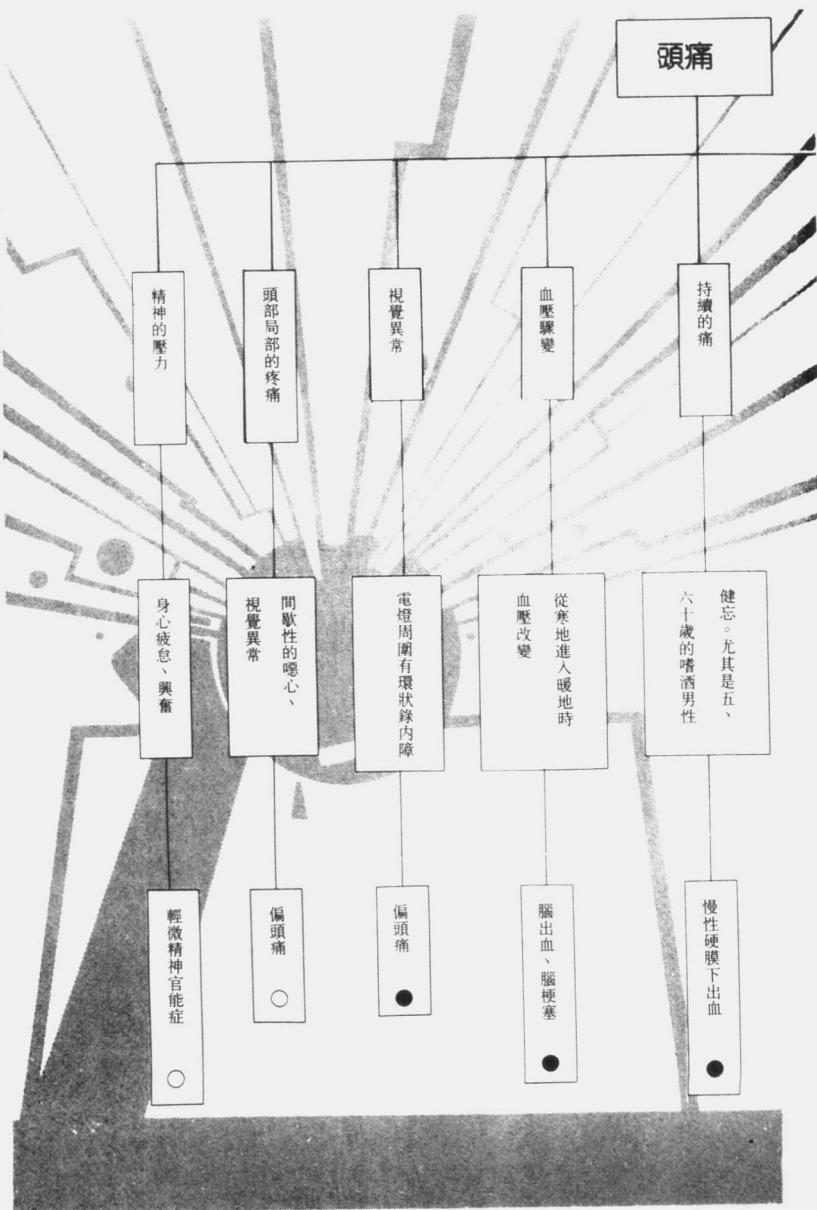 頭痛
持續的痛
健忘。尤其是五、
六十歲的嗜酒男性
慢性硬膜下出血
●
血壓驟變
從寒地進入暖地時
血壓改變
腦出血、腦梗塞
●
視覺異常
電燈周圍有環狀錄內障
偏頭痛
●
頭部局部的疼痛
間歇性的噁心、
視覺異常
偏頭痛
○
精神的壓力
身心疲怠、興奮
輕微精神官能症
○